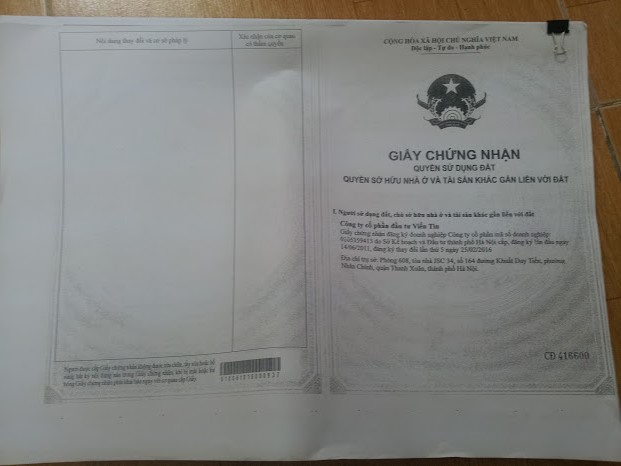 Nội dung thay đổi và cơ sở pháp lý
Xác nhận của cơ quan
có thẩm quyền
Người được cấp Giấy chứng nhận không được sửa chữa, tẩy xóa hoặc bổ
sung bất kỳ nội dung nào trong Giấy chứng nhận; khi bị mất hoặc hư
hỏng Giấy chứng nhận phải khai báo ngay với cơ quan cấp Giấy.
CỘNG HÒA XÃ HỘI CHỦ NGHĨA VIỆT NAM
Độc lập - Tự do - Hạnh phúc
GIẤY CHỨNG NHẬN
QUYỀN SỬ DỤNG ĐẤT
QUYỀN SỞ HỮU NHÀ Ở VÀ TÀI SẢN KHÁC GẮN LIỀN VỚI ĐẤT
I. Người sử dụng đất, chủ sở hữu nhà ở và tài sản khác gắn liền với đất
Công ty cổ phần đầu tư Viễn Tín
Giấy chứng nhận đăng ký doanh nghiệp Công ty cổ phần mã số doanh nghiệp:
do Sở Kế hoạch và Đầu tư thành phố Hà Nội cấp, đăng ký lần đầu ngày
14/06/2011, đăng ký thay đổi lần thứ 5 ngày 25/02/2016
Địa chỉ trụ sở: Phòng 608, tòa nhà JSC 34, số 164 đường Khuất Duy Tiến, phường
Nhân Chính, quận Thanh Xuân, thành phố Hà Nội.
CĐ 416600